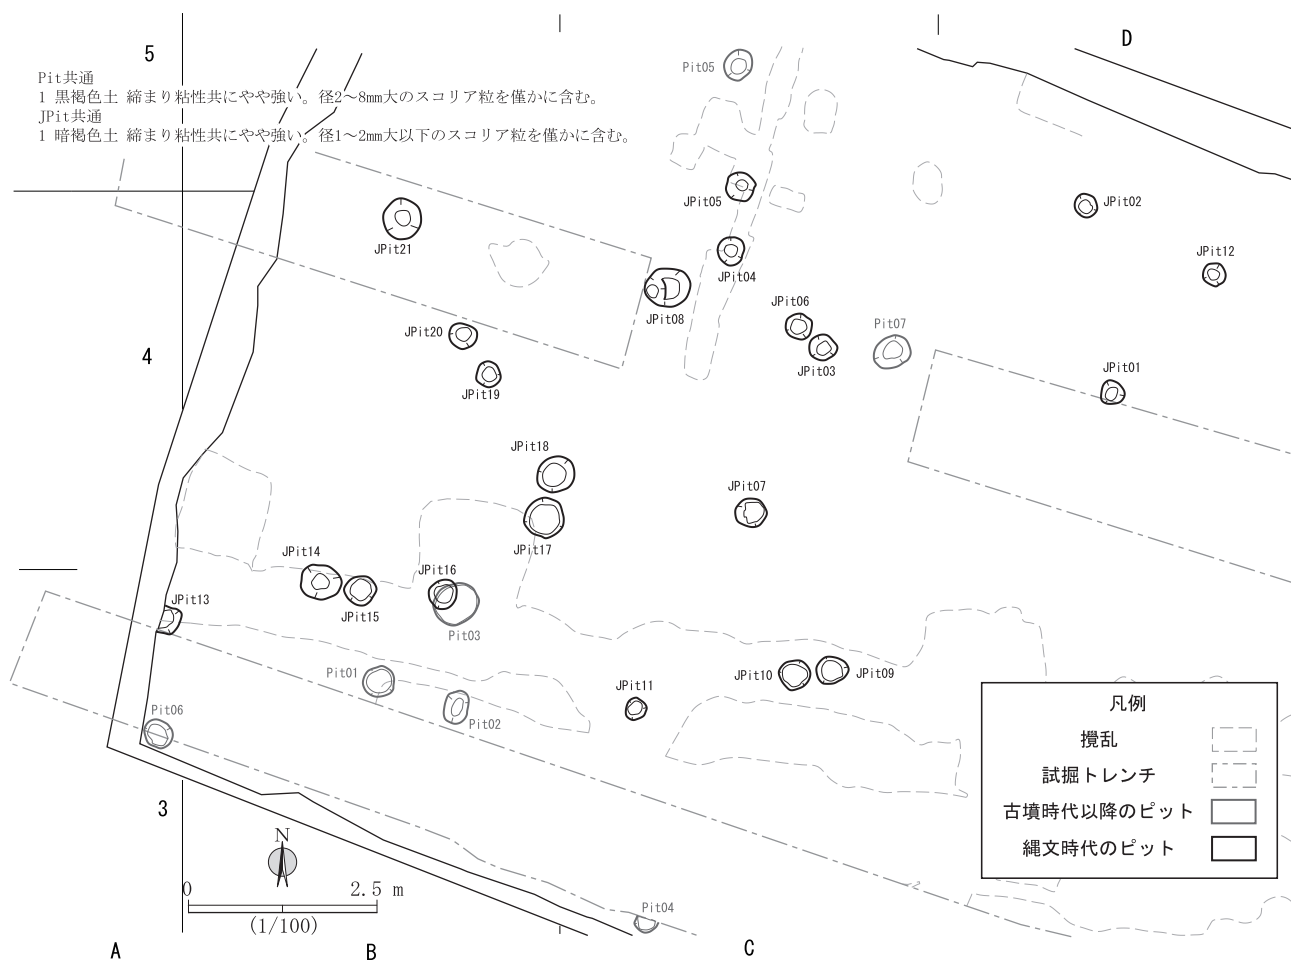 D
5
Pit共通
1 黒褐色土 締まり粘性共にやや強い。径2～8mm大のスコリア粒を僅かに含む。
JPit共通
1 暗褐色土 締まり粘性共にやや強い。径1～2mm大以下のスコリア粒を僅かに含む。
Pit05
JPit05
JPit02
JPit21
JPit04
JPit12
JPit08
JPit06
Pit07
JPit20
4
JPit03
JPit01
JPit19
JPit18
JPit07
JPit17
JPit14
JPit16
JPit13
JPit15
Pit03
Pit01
JPit10
JPit09
JPit11
Pit06
Pit02
凡例
攪乱
試掘トレンチ
古墳時代以降のピット
縄文時代のピット
3
N
0 2.5 m
(1/100)
Pit04
A
B
C